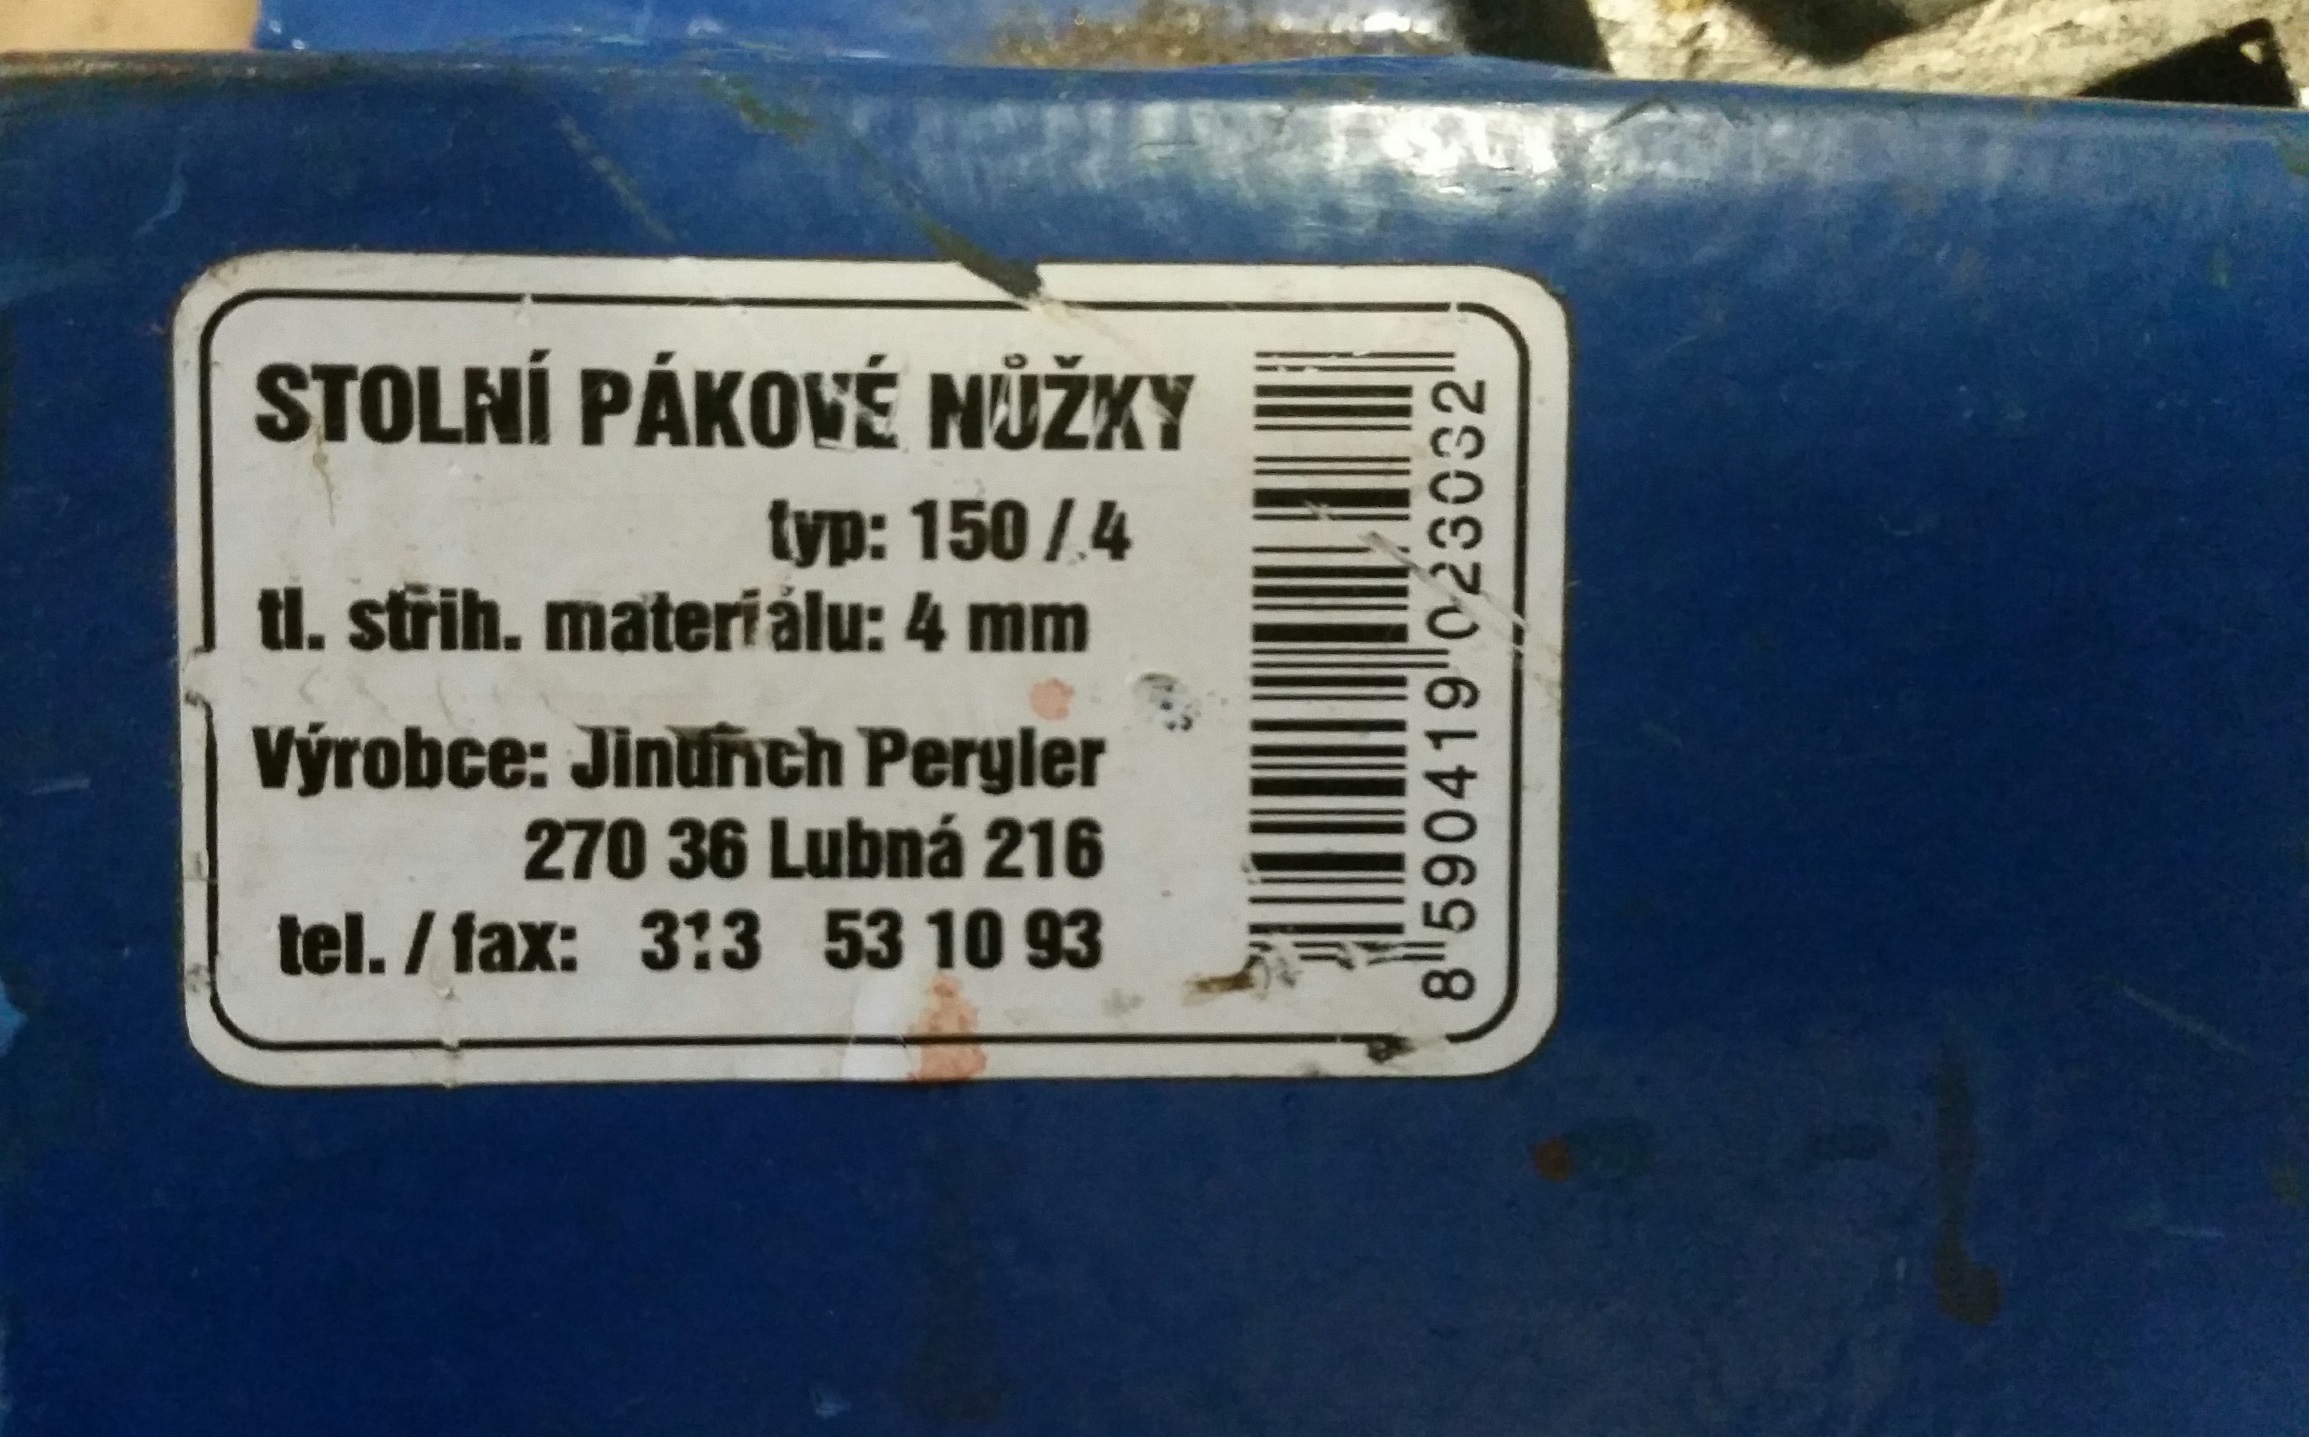 STOLNÍ PÁKOVÉ NŮŽKY
typ: 150 / 4
tl. střih. materiálu: 4 mm
Výrobce: Jindřich Pergler
270 36 Lubná 216
tel. / fax: 313 53 10 93
8 590419 023032